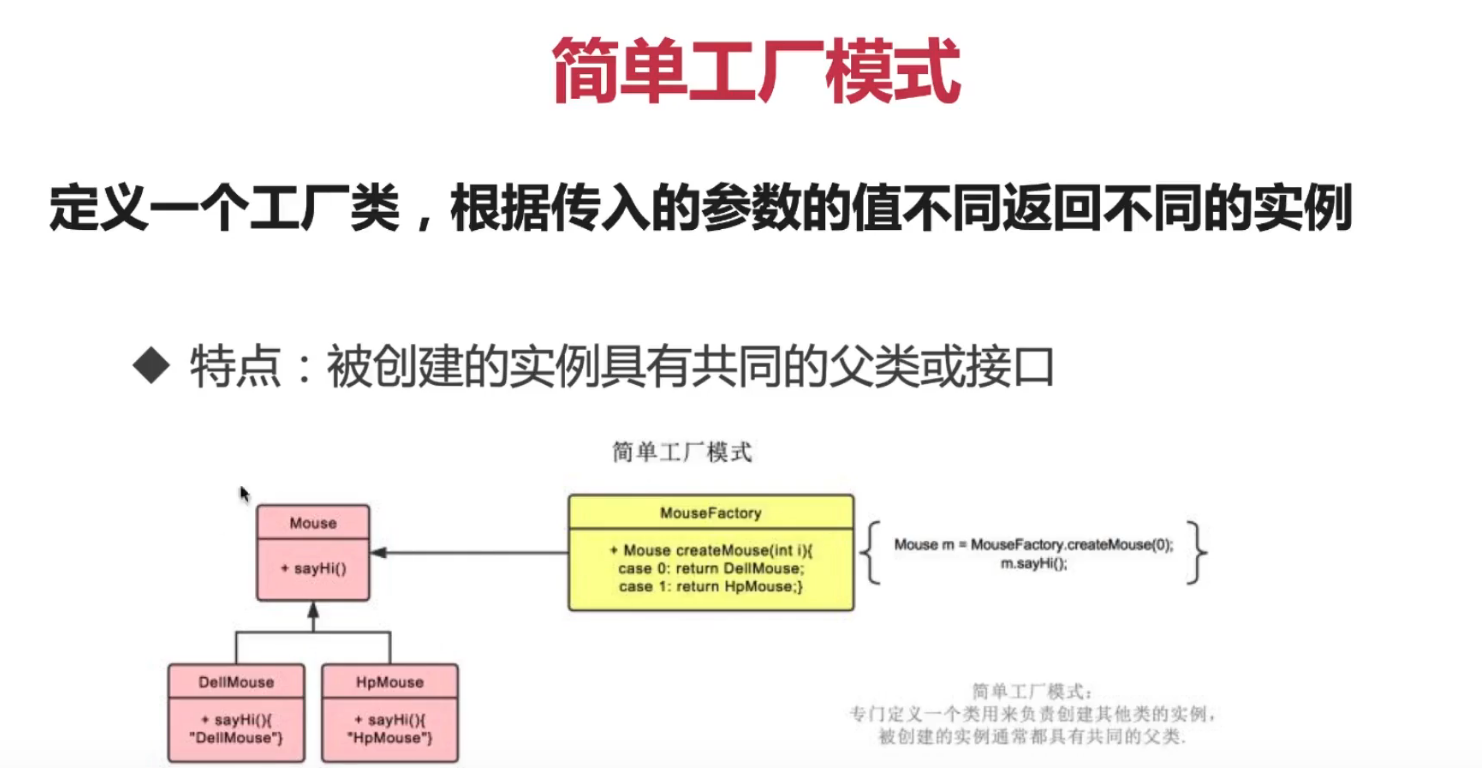 简单工厂模式
定义一个工厂类，根据传入的参数的值不同返回不同的实例
◆ 特点：被创建的实例具有共同的父类或接口
简单工厂模式
Mouse
+ sayHi()
MouseFactory
+ Mouse createMouse(int i){
case 0: return DellMouse;
case 1: return HpMouse;}
Mouse m = MouseFactory.createMouse(0);
m.sayHi();
DellMouse
+ sayHi(){
"DellMouse"}
HpMouse
+ sayHi(){
"HpMouse"}
简单工厂模式：
专门定义一个类用来负责创建其他类的实例，
被创建的实例通常都具有共同的父类.